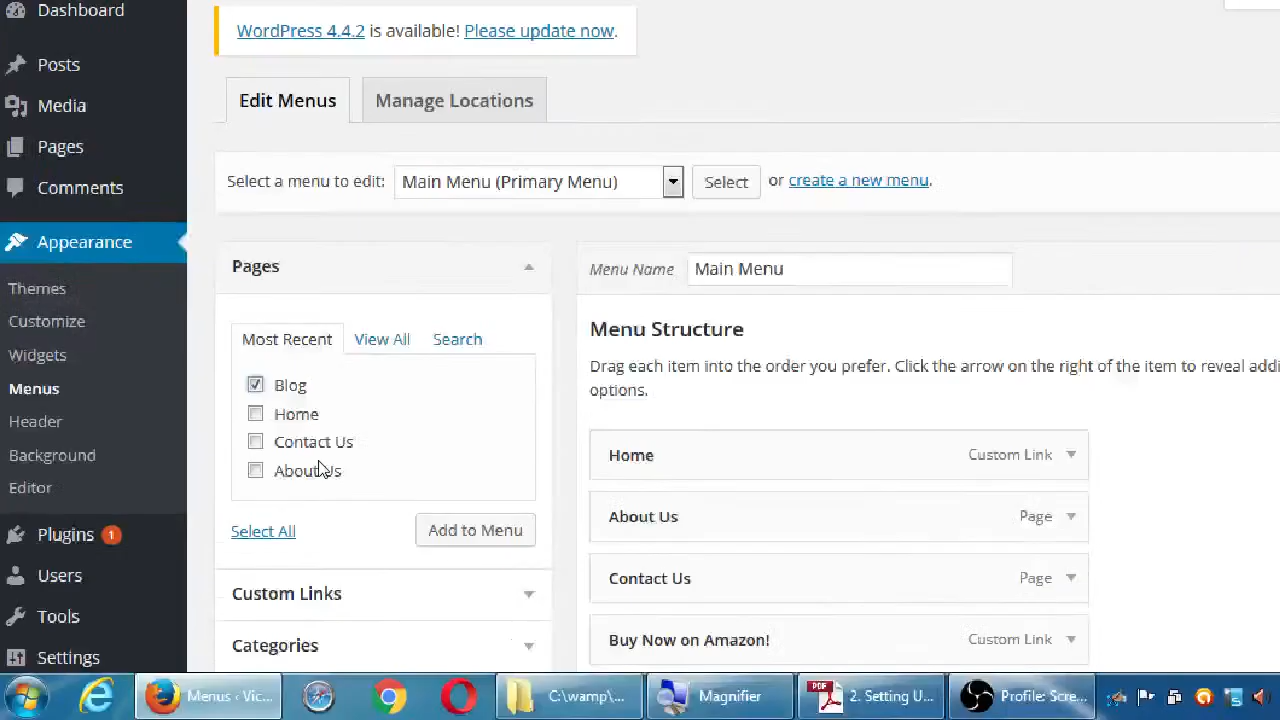 Dashboard
Posts
Media
Pages
Comments
Appearance
Themes
Customize
Widgets
Menus
Header
Background
Editor
Plugins 1
Users
Tools
Settings
WordPress 4.4.2 is available! Please update now.
Edit Menus
Manage Locations
Select a menu to edit: Main Menu (Primary Menu) Select or create a new menu.
Pages
Most Recent View All Search
Blog
Home
Contact Us
About Us
Select All Add to Menu
Custom Links
Categories
Menu Name Main Menu
Menu Structure
Drag each item into the order you prefer. Click the arrow on the right of the item to reveal addi
options.
Home Custom Link
About Us Page
Contact Us Page
Buy Now on Amazon! Custom Link
Menus ‹ Vic... C:\wamp\... Magnifier PDF 2. Setting U... Profile: Scre...